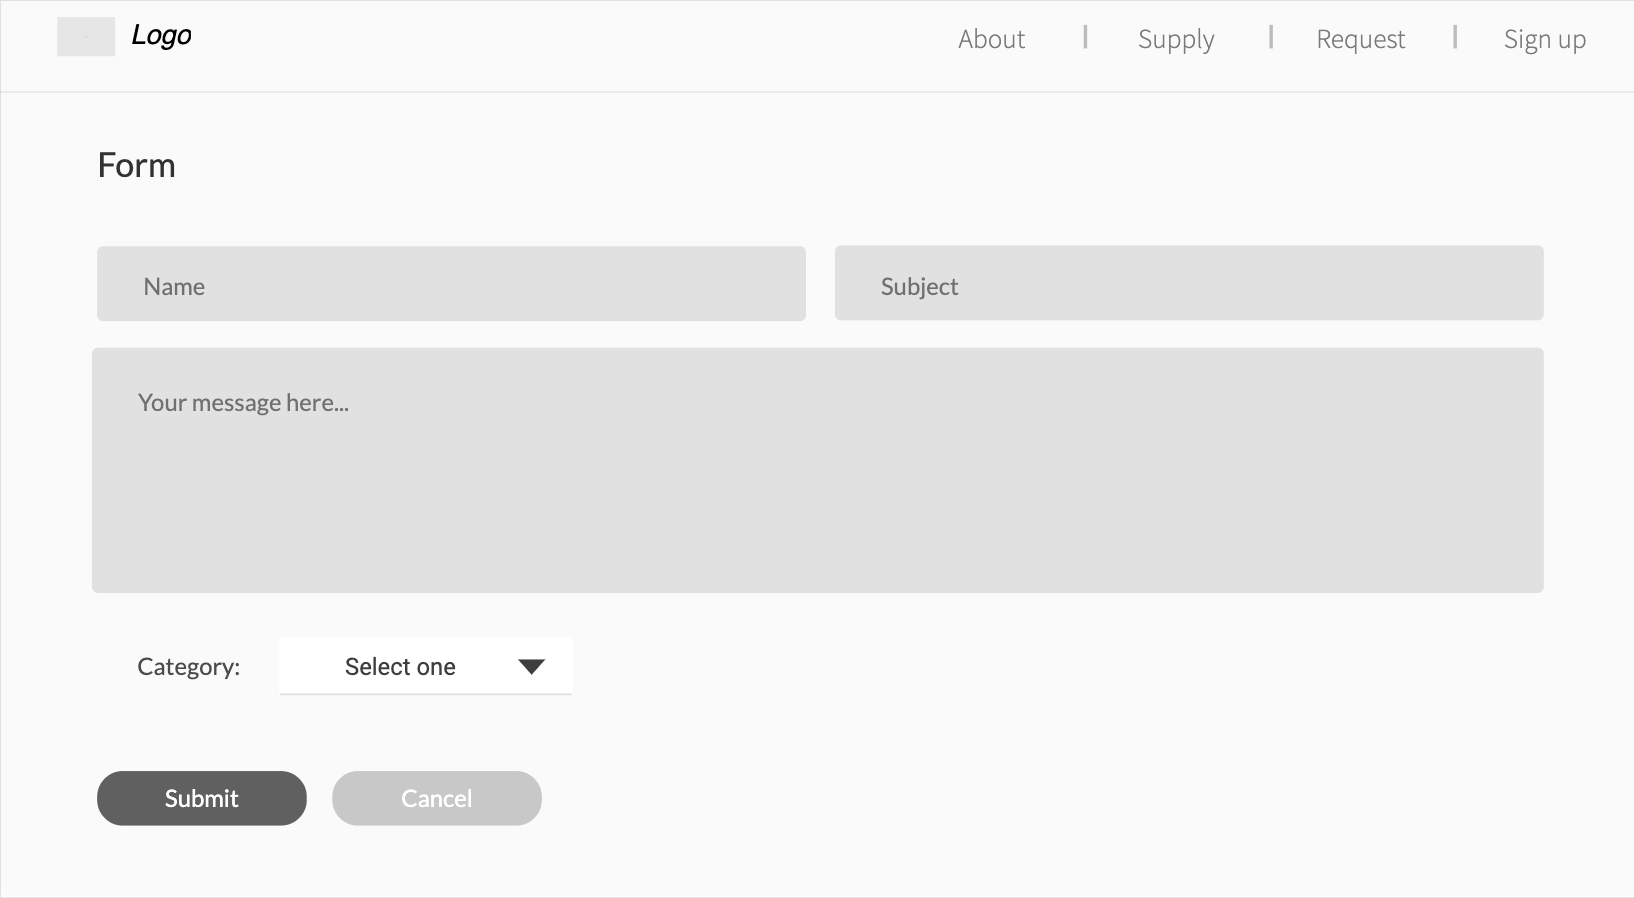 Logo
About | Supply | Request | Sign up
Form
Name
Subject
Your message here...
Category: Select one
Submit Cancel